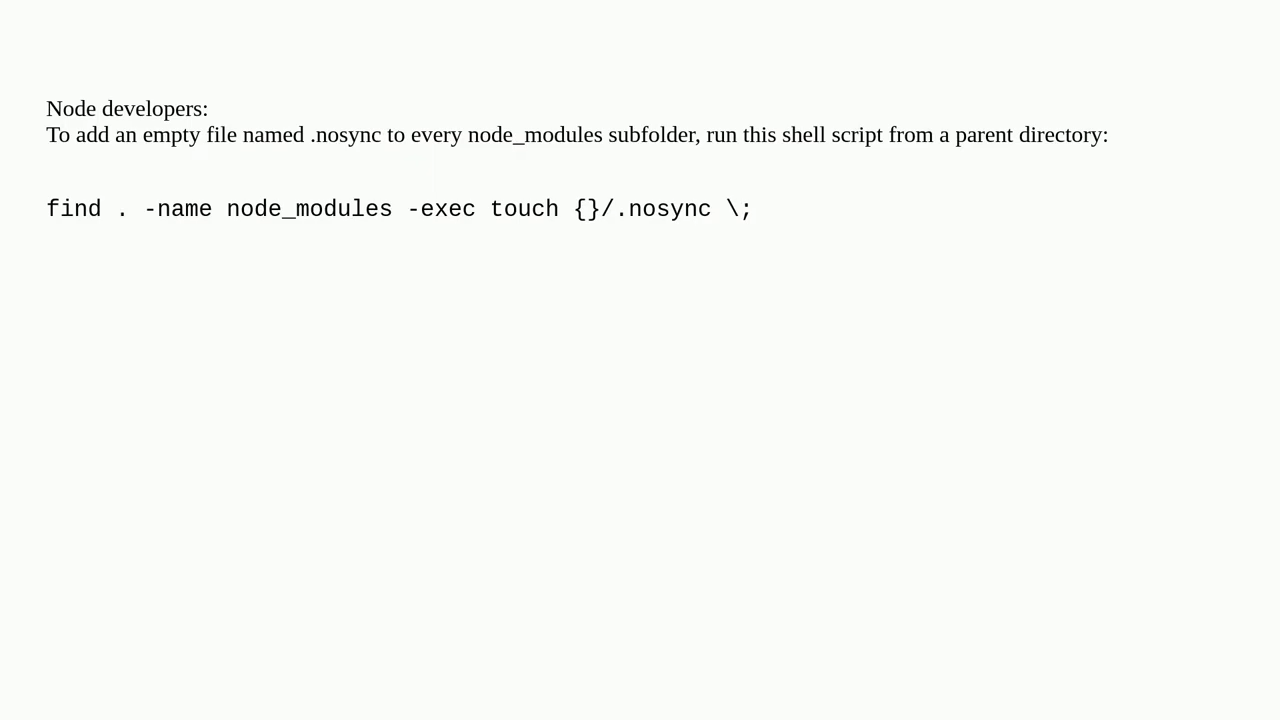 Node developers:
To add an empty file named .nosync to every node_modules subfolder, run this shell script from a parent directory:
find . -name node_modules -exec touch {}/.nosync \;